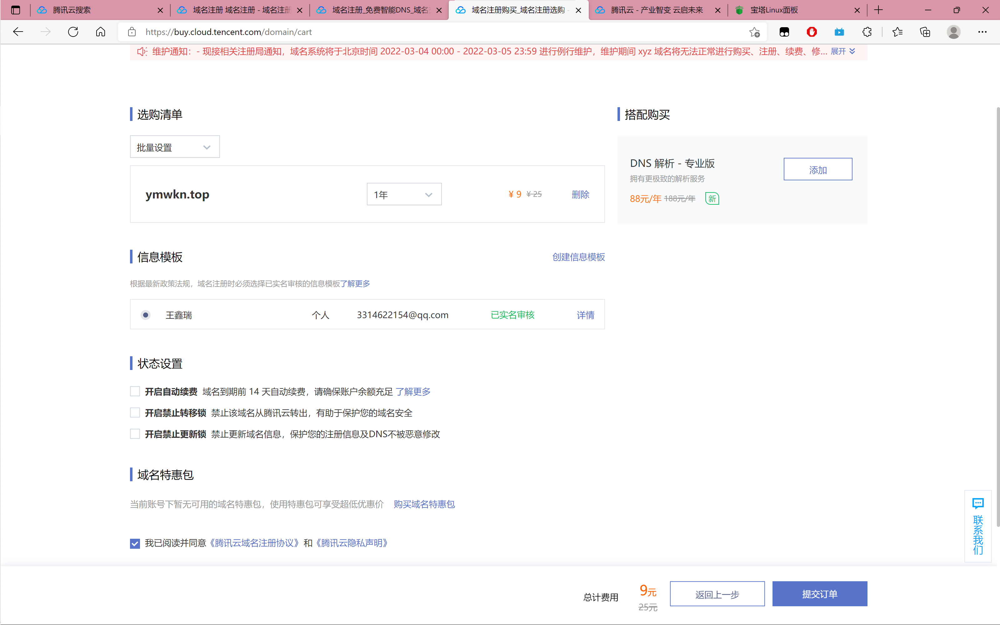 腾讯云搜索
域名注册 域名注册 - 域名注册
域名注册_免费智能DNS_域名
域名注册购买_域名注册选购 -
腾讯云 - 产业智变 云启未来
宝塔Linux面板
https://buy.cloud.tencent.com/domain/cart
维护通知：- 现接相关注册局通知，域名系统将于北京时间 2022-03-04 00:00 - 2022-03-05 23:59 进行例行维护，维护期间 xyz 域名将无法正常进行购买、注册、续费、修... 展开
选购清单
搭配购买
批量设置
ymwkn.top
1年
¥ 9 ¥ 25
删除
DNS 解析 - 专业版
拥有更极致的解析服务
88元/年 188元/年 新
添加
信息模板
创建信息模板
根据最新政策法规，域名注册时必须选择已实名审核的信息模板了解更多
王鑫瑞 个人 3314622154@qq.com 已实名审核 详情
状态设置
开启自动续费 域名到期前 14 天自动续费，请确保账户余额充足 了解更多
开启禁止转移锁 禁止该域名从腾讯云转出，有助于保护您的域名安全
开启禁止更新锁 禁止更新域名信息，保护您的注册信息及DNS不被恶意修改
域名特惠包
当前账号下暂无可用的域名特惠包，使用特惠包可享受超低优惠价 购买域名特惠包
我已阅读并同意《腾讯云域名注册协议》和《腾讯云隐私声明》
联系我们
总计费用
9元
25元
返回上一步
提交订单